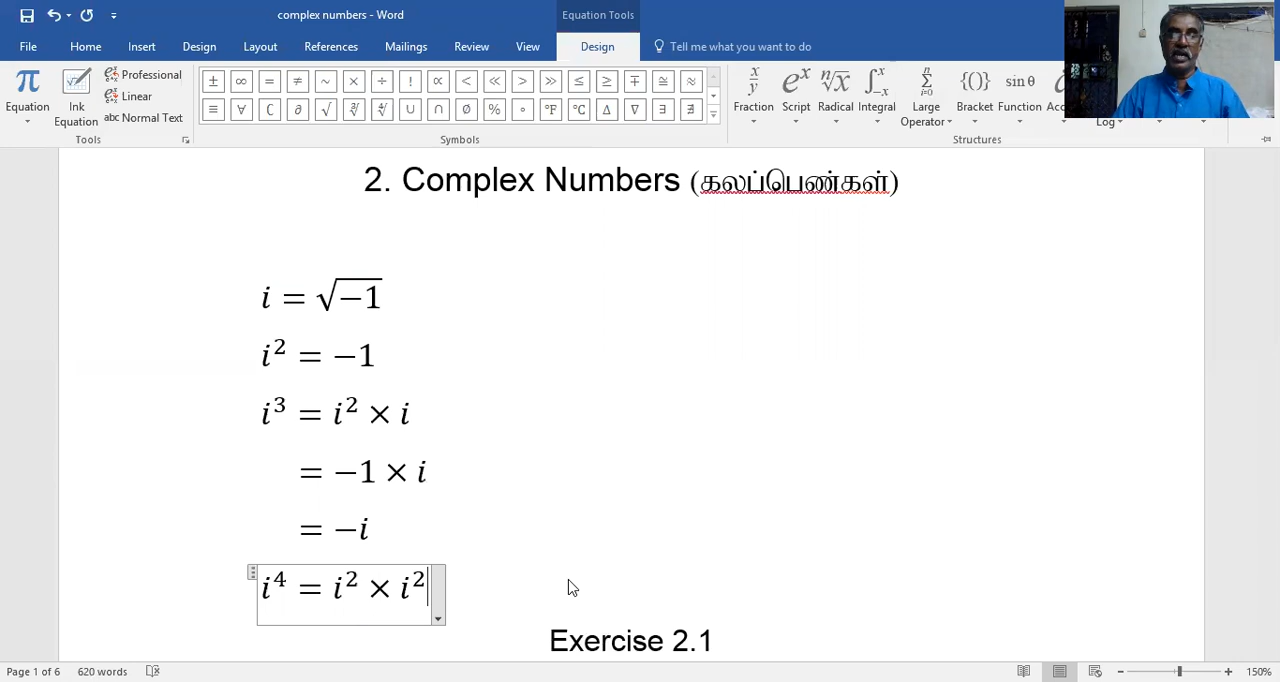 complex numbers - Word
Equation Tools
File Home Insert Design Layout References Mailings Review View Design Tell me what you want to do
π Equation
Ink Equation
Professional
Linear
abc Normal Text
Tools
± ∞ = ≠ ~ × ÷ ! ∝ < ≪ > ≫ ≤ ≥ ∓ ≅ ≈
≡ ∀ ∁ ∂ √ ∛ ∜ ∪ ∩ ∅ % ° °F °C ∆ ∇ ∃ ∄
Symbols
Fraction Script Radical Integral Large Operator Bracket Function
Log
Structures
2. Complex Numbers (கலப்பெண்கள்)
i = √−1
i² = −1
i³ = i² × i
= −1 × i
= −i
i⁴ = i² × i²
Exercise 2.1
Page 1 of 6 620 words
150%